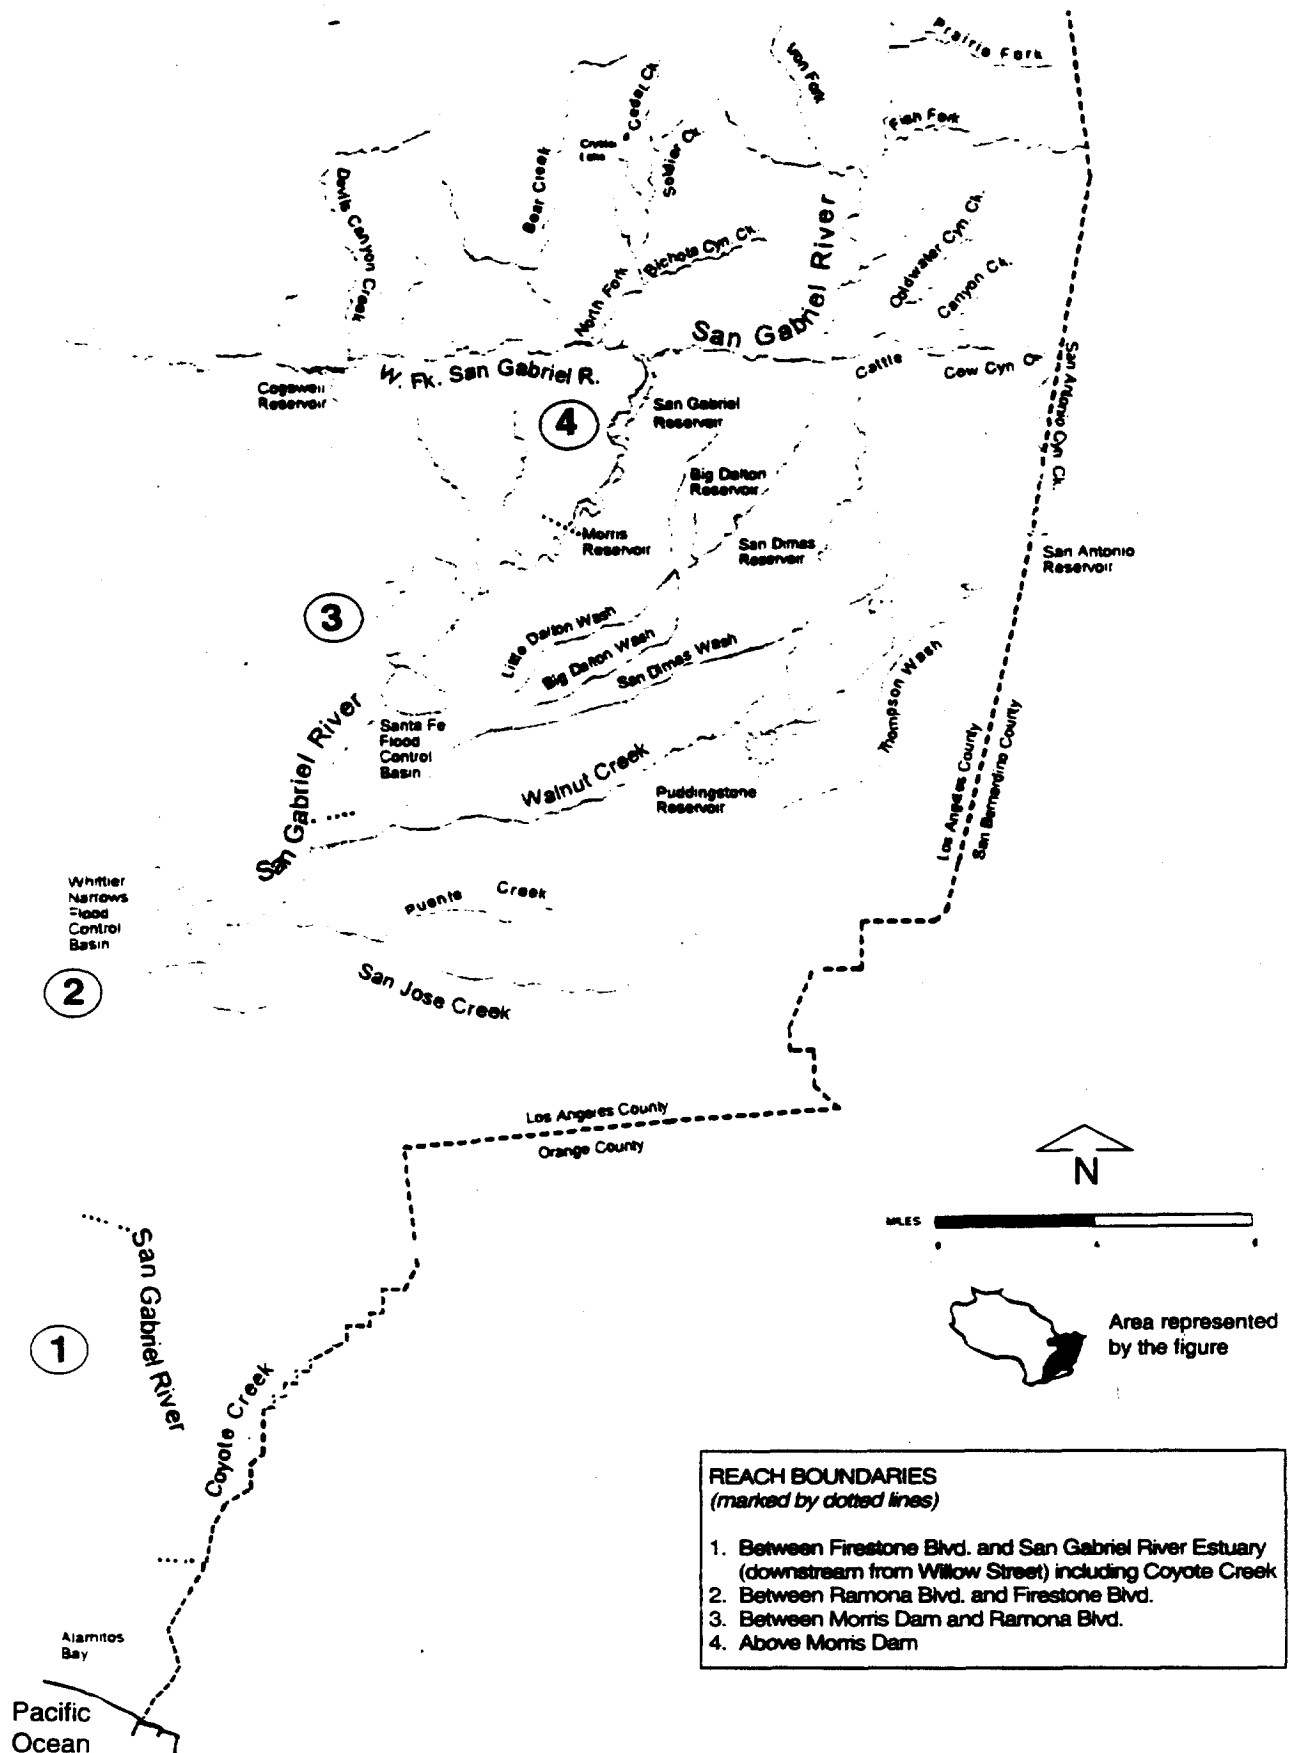 Prairie Fork
Iron Fork
Fish Fork
Cedar Ck.
Crystal
Lake
Soldier Ck.
Bear Creek
Devils Canyon Creek
Bichota Cyn. Ck.
North Fork
San Gabriel River
Coldwater Cyn. Ck.
Canyon Ck.
Cattle
Cow Cyn. Ck.
San Antonio Cyn. Ck.
Cogswell
Reservoir
W. Fk. San Gabriel R.
4
San Gabriel
Reservoir
Big Dalton
Reservoir
Morris
Reservoir
San Dimas
Reservoir
San Antonio
Reservoir
3
Little Dalton Wash
Big Dalton Wash
San Dimas Wash
Thompson Wash
San Gabriel River
Santa Fe
Flood
Control
Basin
Walnut Creek
Puddingstone
Reservoir
Los Angeles County
San Bernardino County
Whittier
Narrows
Flood
Control
Basin
Puente Creek
2
San Jose Creek
Los Angeles County
Orange County
N
MILES
San Gabriel River
1
Area represented
by the figure
Coyote Creek
REACH BOUNDARIES
(marked by dotted lines)
1. Between Firestone Blvd. and San Gabriel River Estuary
(downstream from Willow Street) including Coyote Creek
2. Between Ramona Blvd. and Firestone Blvd.
3. Between Morris Dam and Ramona Blvd.
4. Above Morris Dam
Alamitos
Bay
Pacific
Ocean